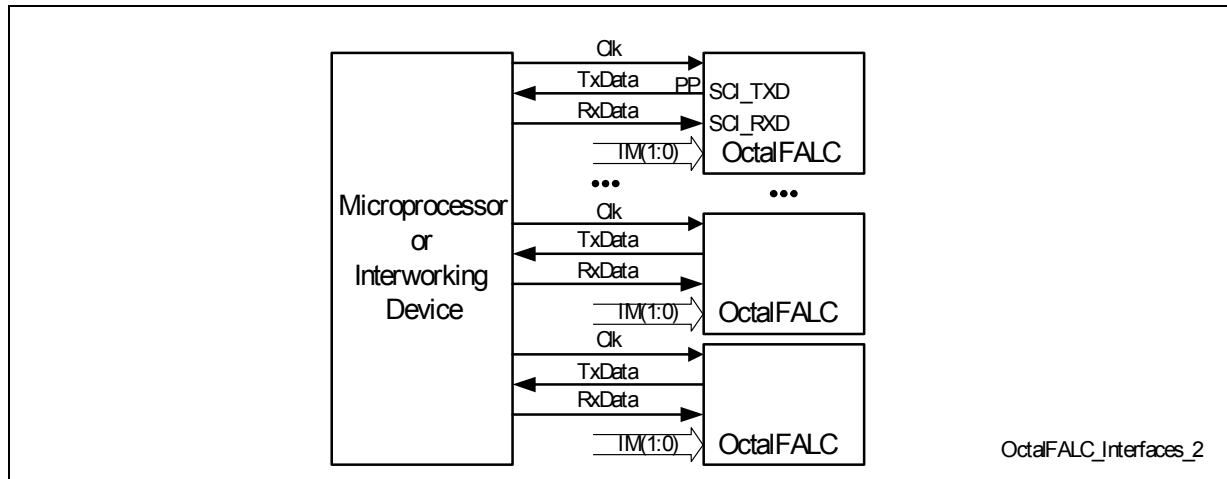 Clk
TxData
PP
SCI_TXD
RxData
SCI_RXD
IM(1:0)
OctalFALC
•••
•••
Microprocessor
or
Interworking
Device
Clk
TxData
RxData
IM(1:0)
OctalFALC
Clk
TxData
RxData
IM(1:0)
OctalFALC
OctalFALC_Interfaces_2